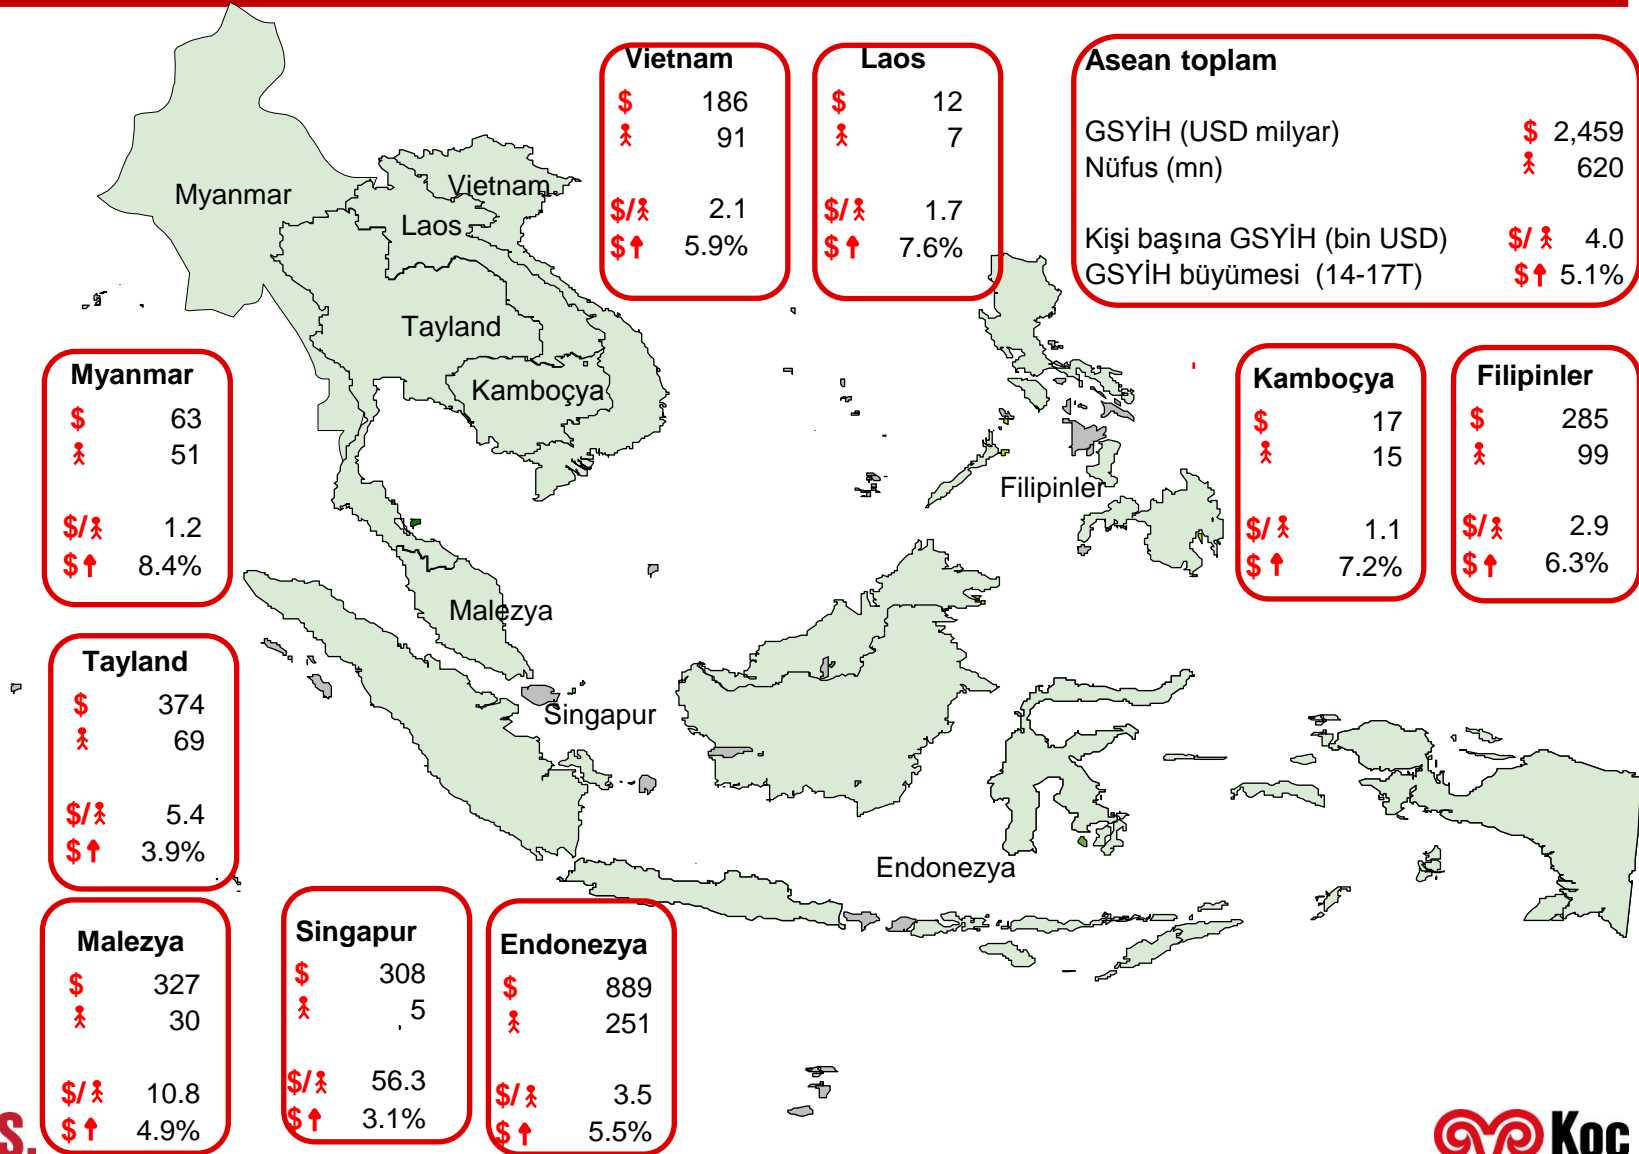 Vietnam
$ 186
91
$/ 2.1
$ 5.9%
Laos
$ 12
7
$/ 1.7
$ 7.6%
Asean toplam
GSYİH (USD milyar) $ 2,459
Nüfus (mn) 620
Kişi başına GSYİH (bin USD) $/ 4.0
GSYİH büyümesi (14-17T) $ 5.1%
Myanmar
Vietnam
Laos
Tayland
Kamboçya
Filipinler
Malezya
Singapur
Endonezya
Myanmar
$ 63
51
$/ 1.2
$ 8.4%
Kamboçya
$ 17
15
$/ 1.1
$ 7.2%
Filipinler
$ 285
99
$/ 2.9
$ 6.3%
Tayland
$ 374
69
$/ 5.4
$ 3.9%
Malezya
$ 327
30
$/ 10.8
$ 4.9%
Singapur
$ 308
5
$/ 56.3
$ 3.1%
Endonezya
$ 889
251
$/ 3.5
$ 5.5%
S.
Koc